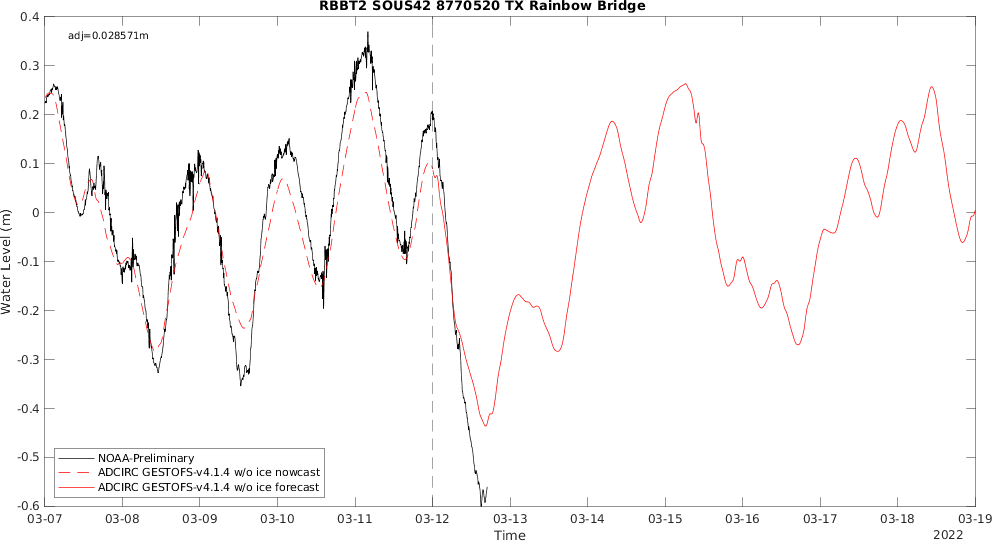 RBBT2 SOUS42 8770520 TX Rainbow Bridge
adj=0.028571m
0.4
0.3
0.2
0.1
0
-0.1
-0.2
-0.3
-0.4
-0.5
-0.6
Water Level (m)
NOAA-Preliminary
ADCIRC GESTOFS-v4.1.4 w/o ice nowcast
ADCIRC GESTOFS-v4.1.4 w/o ice forecast
03-07 03-08 03-09 03-10 03-11 03-12 03-13 03-14 03-15 03-16 03-17 03-18 03-19
Time
2022